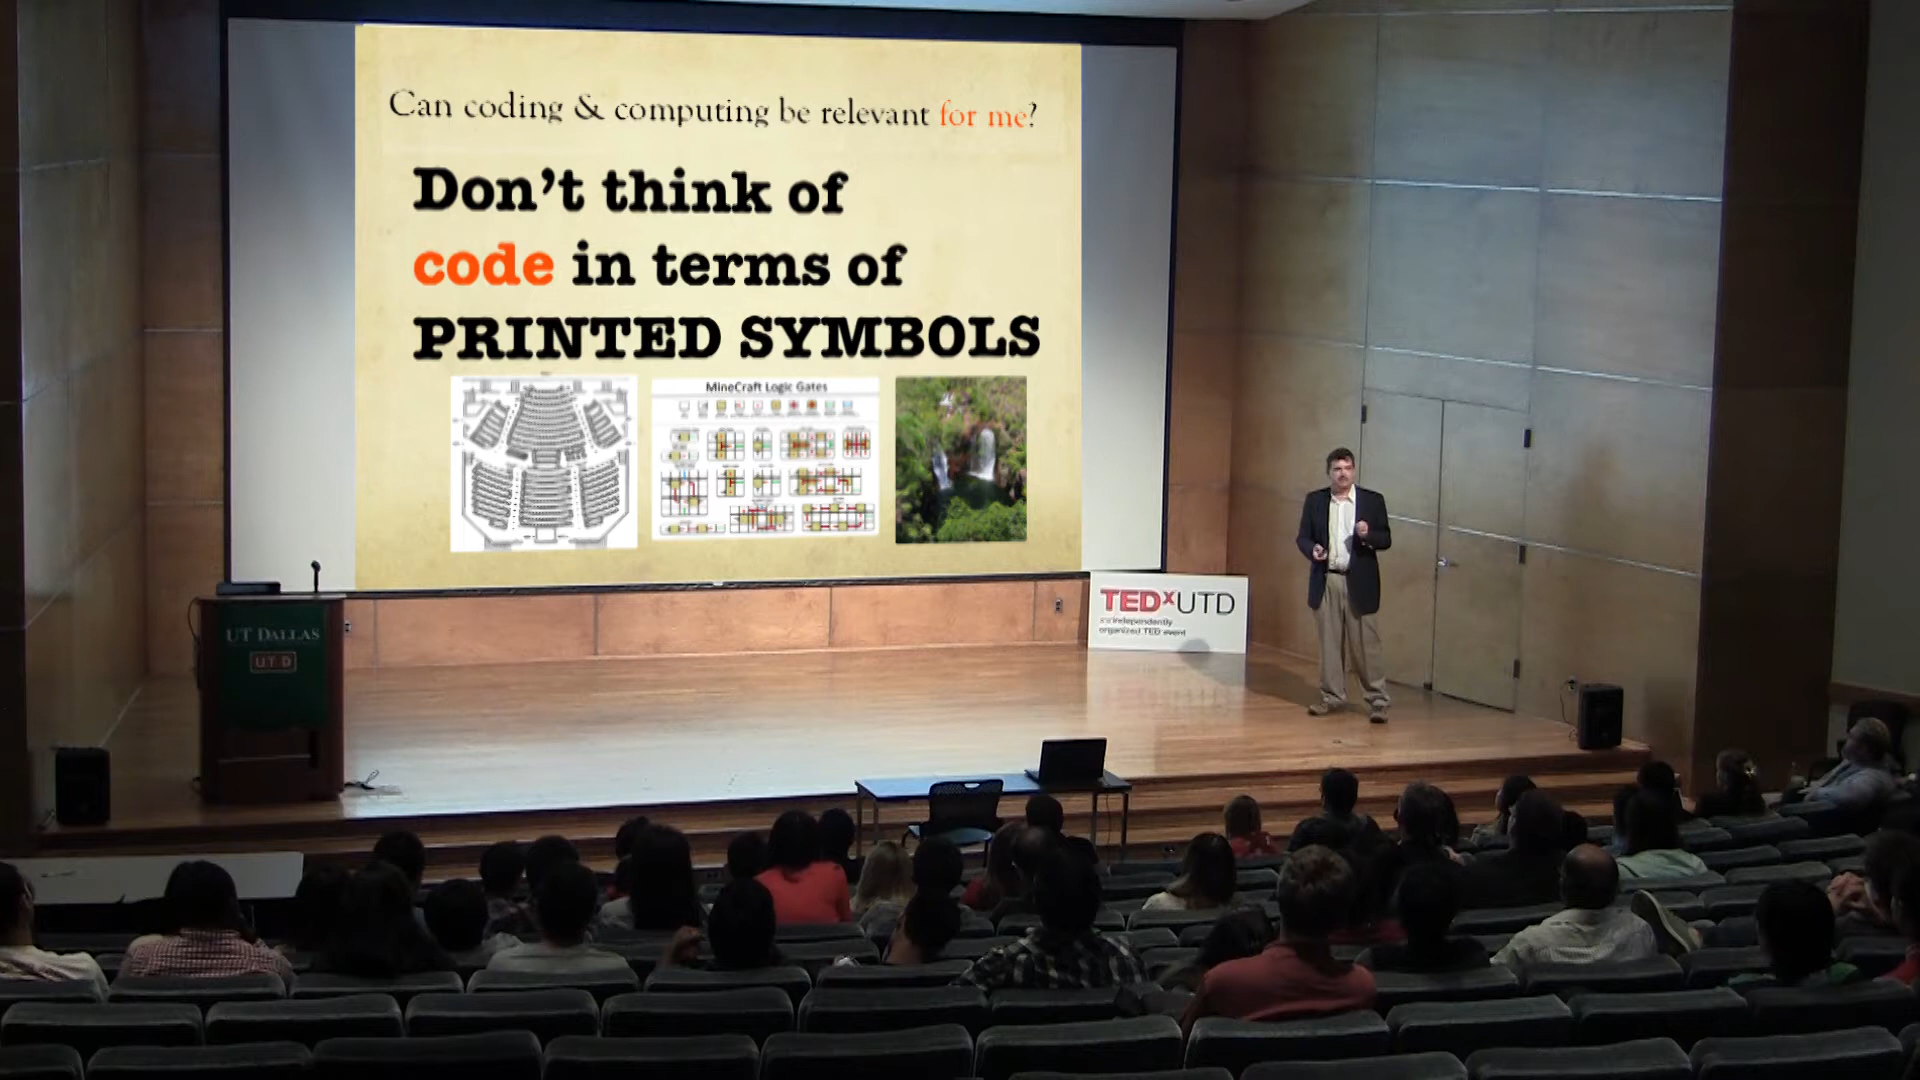 Can coding & computing be relevant for me?
Don't think of
code in terms of
PRINTED SYMBOLS
MineCraft Logic Gates
UT DALLAS
UT D
TEDxUTD
x = independently
organized TED event